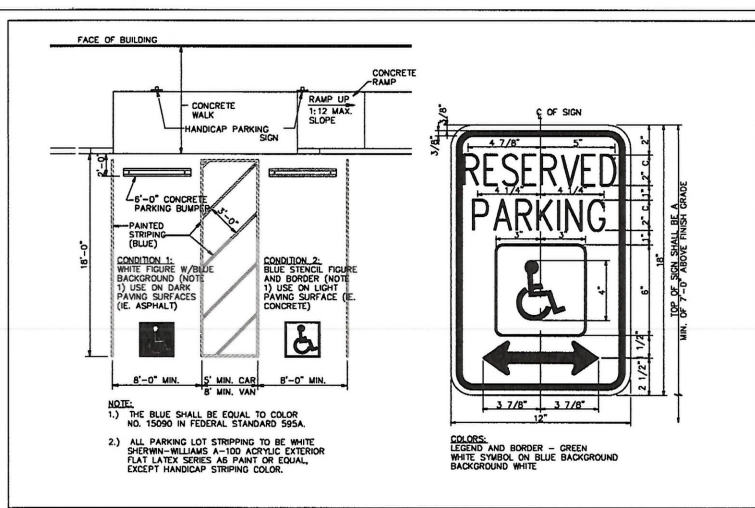 FACE OF BUILDING
CONCRETE
RAMP
CONCRETE
WALK
RAMP UP
1:12 MAX.
SLOPE
HANDICAP PARKING
SIGN
2'-0"
6'-0" CONCRETE
PARKING BUMPER
3'-0"
PAINTED
STRIPING
(BLUE)
18'-0"
CONDITION 1:
WHITE FIGURE W/BLUE
BACKGROUND (NOTE
1) USE ON DARK
PAVING SURFACES
(IE. ASPHALT)
CONDITION 2:
BLUE STENCIL FIGURE
AND BORDER (NOTE
1) USE ON LIGHT
PAVING SURFACE (IE.
CONCRETE)
8'-0" MIN.
5' MIN. CAR
8' MIN. VAN
8'-0" MIN.
NOTE:
1.) THE BLUE SHALL BE EQUAL TO COLOR
NO. 15090 IN FEDERAL STANDARD 595A.
2.) ALL PARKING LOT STRIPPING TO BE WHITE
SHERWIN-WILLIAMS A-100 ACRYLIC EXTERIOR
FLAT LATEX SERIES A6 PAINT OR EQUAL,
EXCEPT HANDICAP STRIPING COLOR.
℄ OF SIGN
3/8"
3/8"
4 7/8" 5"
RESERVED
4 1/4" 4 1/4"
PARKING
3" 3"
4"
2"
2" C.
1"
2" C.
1"
6"
1 1/2"
2 1/2"
18"
TOP OF SIGN SHALL BE A
MIN. OF 7'-0" ABOVE FINISH GRADE
3 7/8" 3 7/8"
12"
COLORS:
LEGEND AND BORDER - GREEN
WHITE SYMBOL ON BLUE BACKGROUND
BACKGROUND WHITE